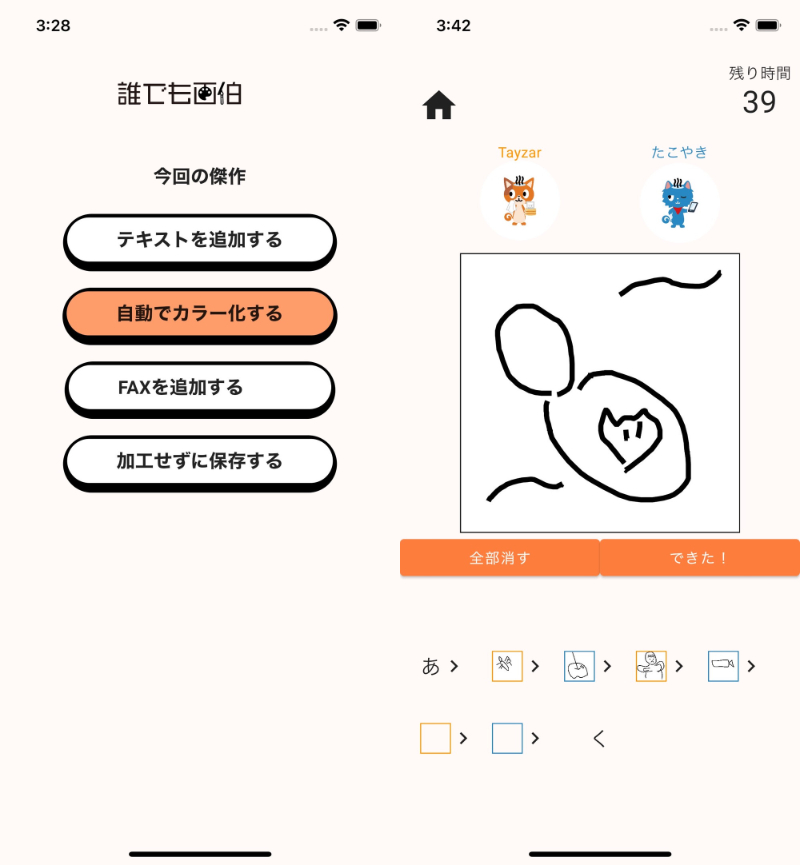 3:28
誰でも画伯
今回の傑作
テキストを追加する
自動でカラー化する
FAXを追加する
加工せずに保存する
3:42
残り時間
39
Tayzar
たこやき
全部消す
できた！
あ
く